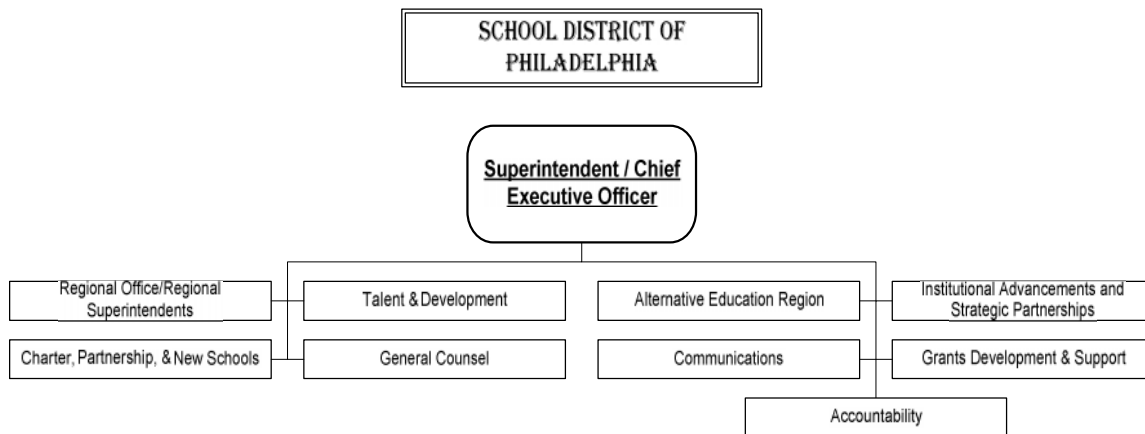 SCHOOL DISTRICT OF
PHILADELPHIA
Superintendent / Chief
Executive Officer
Regional Office/Regional
Superintendents
Talent & Development
Alternative Education Region
Institutional Advancements and
Strategic Partnerships
Charter, Partnership, & New Schools
General Counsel
Communications
Grants Development & Support
Accountability